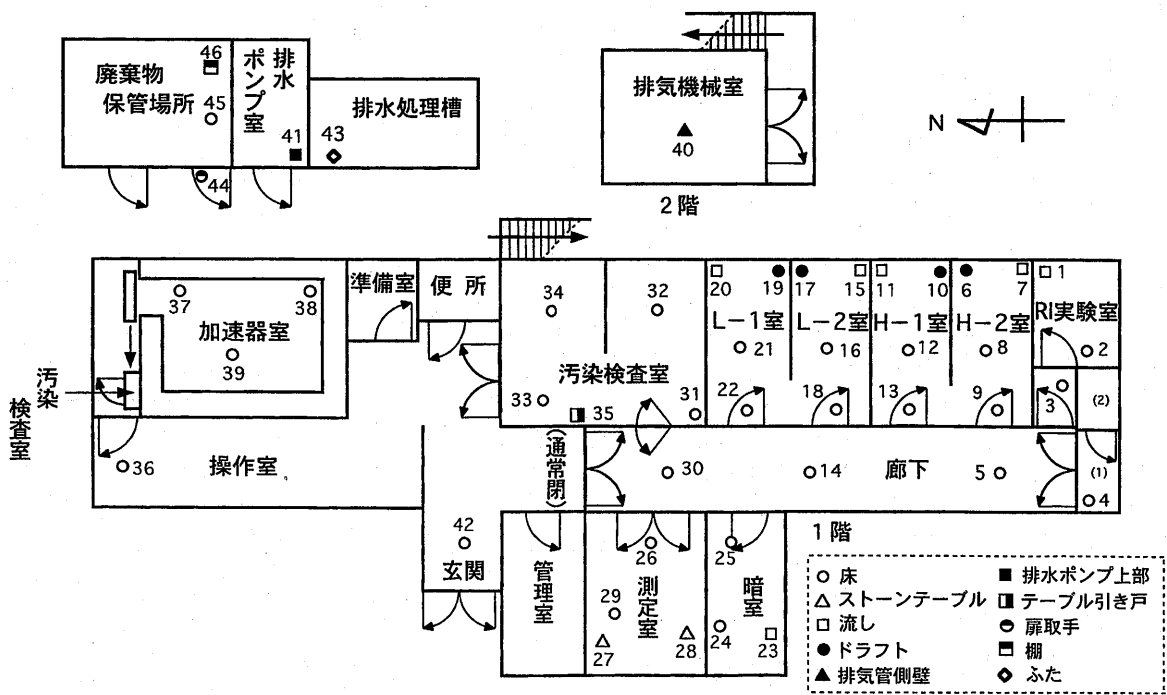 廃棄物
保管場所
46
45
排水
ポンプ室
41
排水処理槽
43
44
排気機械室
40
2階
N
37
38
加速器室
39
準備室
便所
34
32
汚染検査室
33
35
31
20
19
L-1室
21
22
17
15
L-2室
16
18
11
10
H-1室
12
13
6
7
H-2室
8
9
1
RI実験室
2
3
(2)
(1)
4
汚染
検査室
36
操作室
(通常閉)
30
14
廊下
5
42
玄関
管理室
26
29
測定室
27
28
25
暗室
24
23
1階
床
ストーンテーブル
流し
ドラフト
排気管側壁
排水ポンプ上部
テーブル引き戸
扉取手
棚
ふた